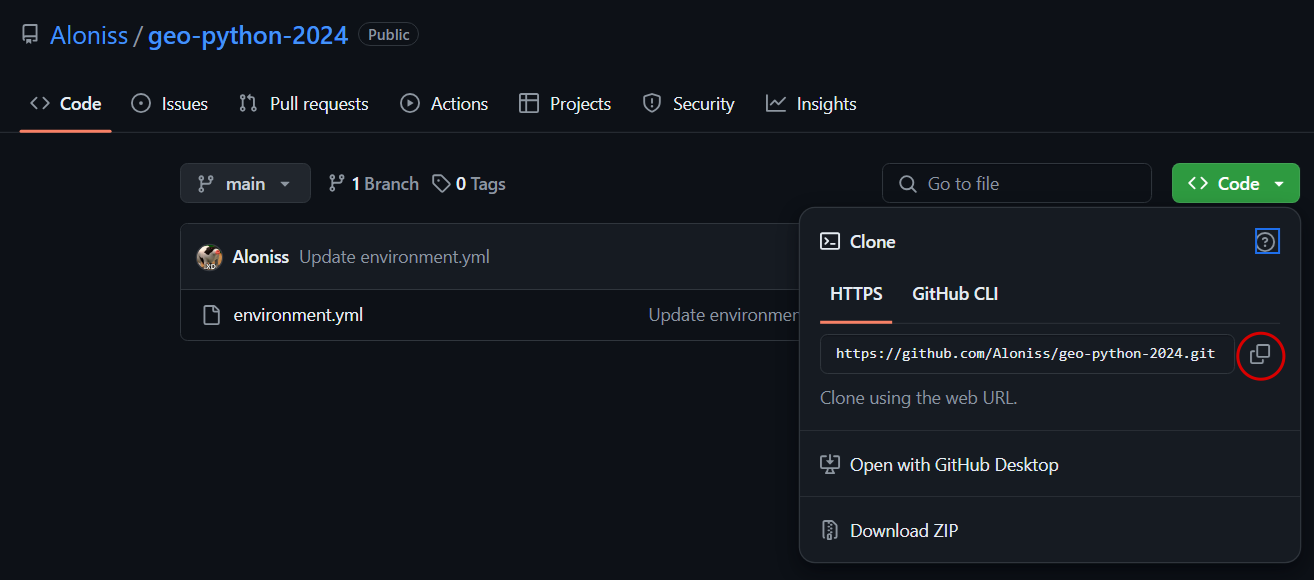 Aloniss / geo-python-2024 Public
Code Issues Pull requests Actions Projects Security Insights
main 1 Branch 0 Tags Go to file Code
Aloniss Update environment.yml
environment.yml Update environmen
Clone
HTTPS GitHub CLI
https://github.com/Aloniss/geo-python-2024.git
Clone using the web URL.
Open with GitHub Desktop
Download ZIP